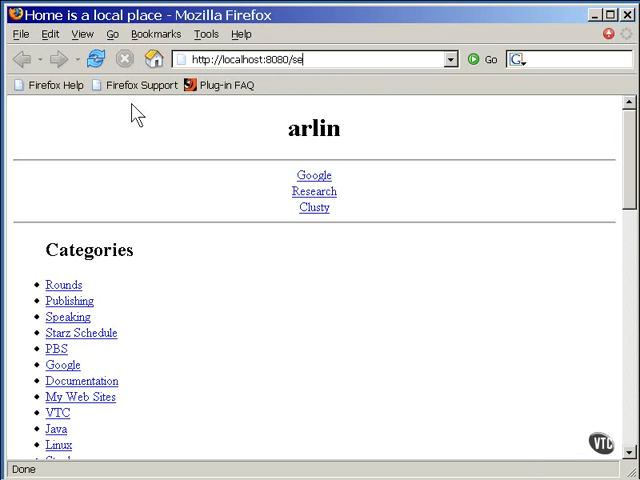 Home is a local place - Mozilla Firefox
File Edit View Go Bookmarks Tools Help
http://localhost:8080/se Go G
Firefox Help Firefox Support Plug-in FAQ
arlin
Google
Research
Clusty
Categories
Rounds
Publishing
Speaking
Starz Schedule
PBS
Google
Documentation
My Web Sites
VTC
Java
Linux
VTC
Done